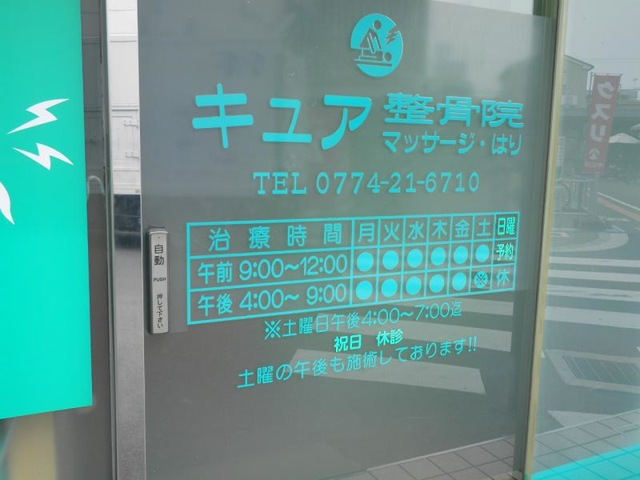 キュア 整骨院
マッサージ・はり
TEL 0774-21-6710
治療時間 月 火 水 木 金 土 日曜
午前 9:00〜12:00 ● ● ● ● ● ● 予約
午後 4:00〜9:00 ● ● ● ● ● ※ 休
※土曜日午後4:00〜7:00迄
祝日 休診
土曜の午後も施術しております!!
自動
PUSH
押して下さい
クスリ